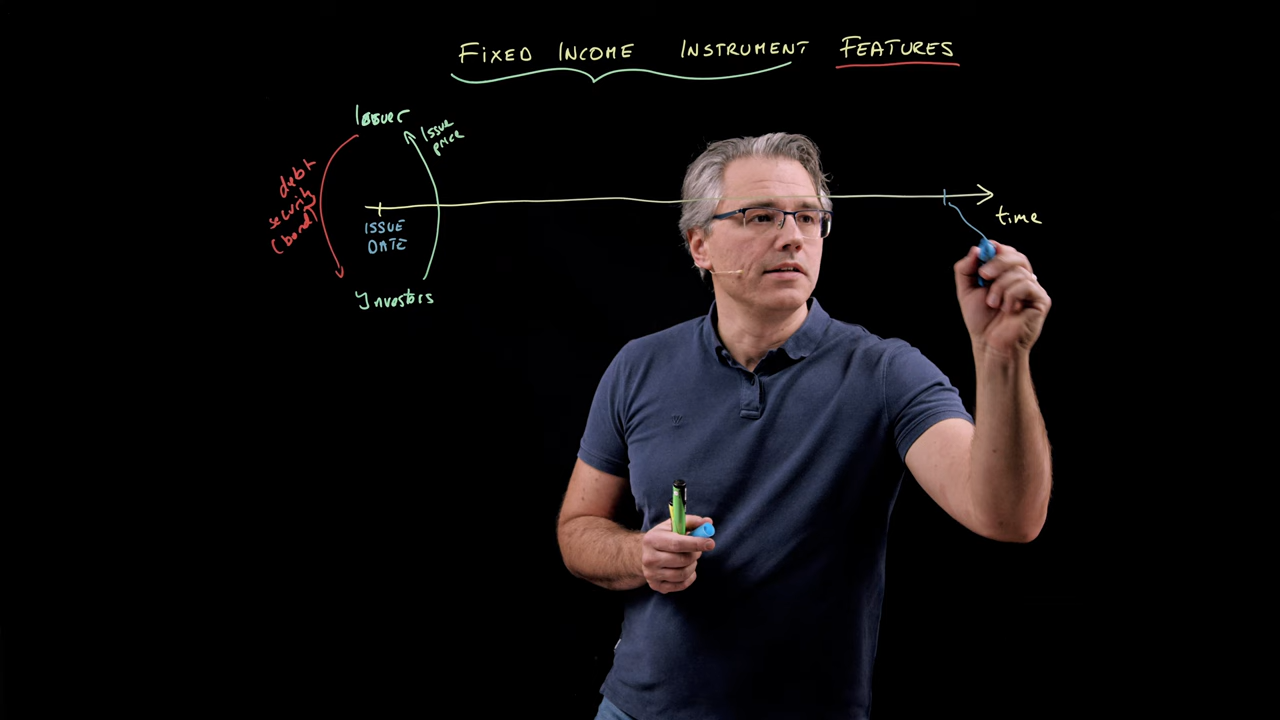 FIXED INCOME INSTRUMENT FEATURES
Issuer
Issue
price
debt
security
(bond)
ISSUE
DATE
time
Investors